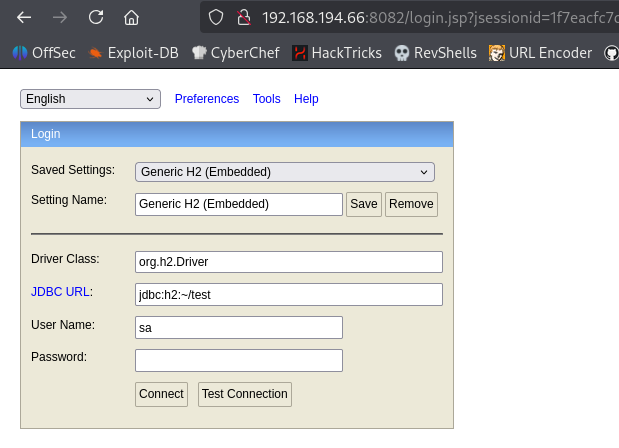 192.168.194.66:8082/login.jsp?jsessionid=1f7eacfc7
OffSec Exploit-DB CyberChef HackTricks RevShells URL Encoder
English Preferences Tools Help
Login
Saved Settings: Generic H2 (Embedded)
Setting Name: Generic H2 (Embedded) Save Remove
Driver Class: org.h2.Driver
JDBC URL: jdbc:h2:~/test
User Name: sa
Password:
Connect Test Connection